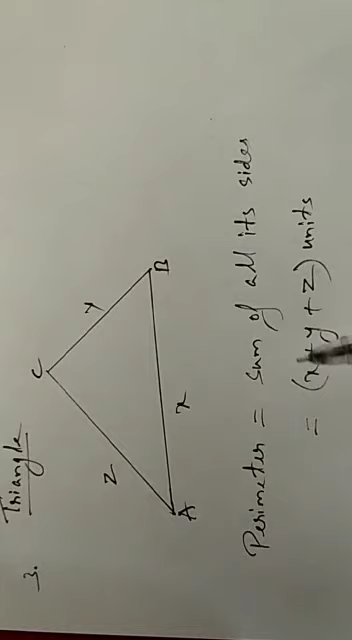 3. Triangle
C
z
y
A
x
B
Perimeter = sum of all its sides
= (x+y+z) units